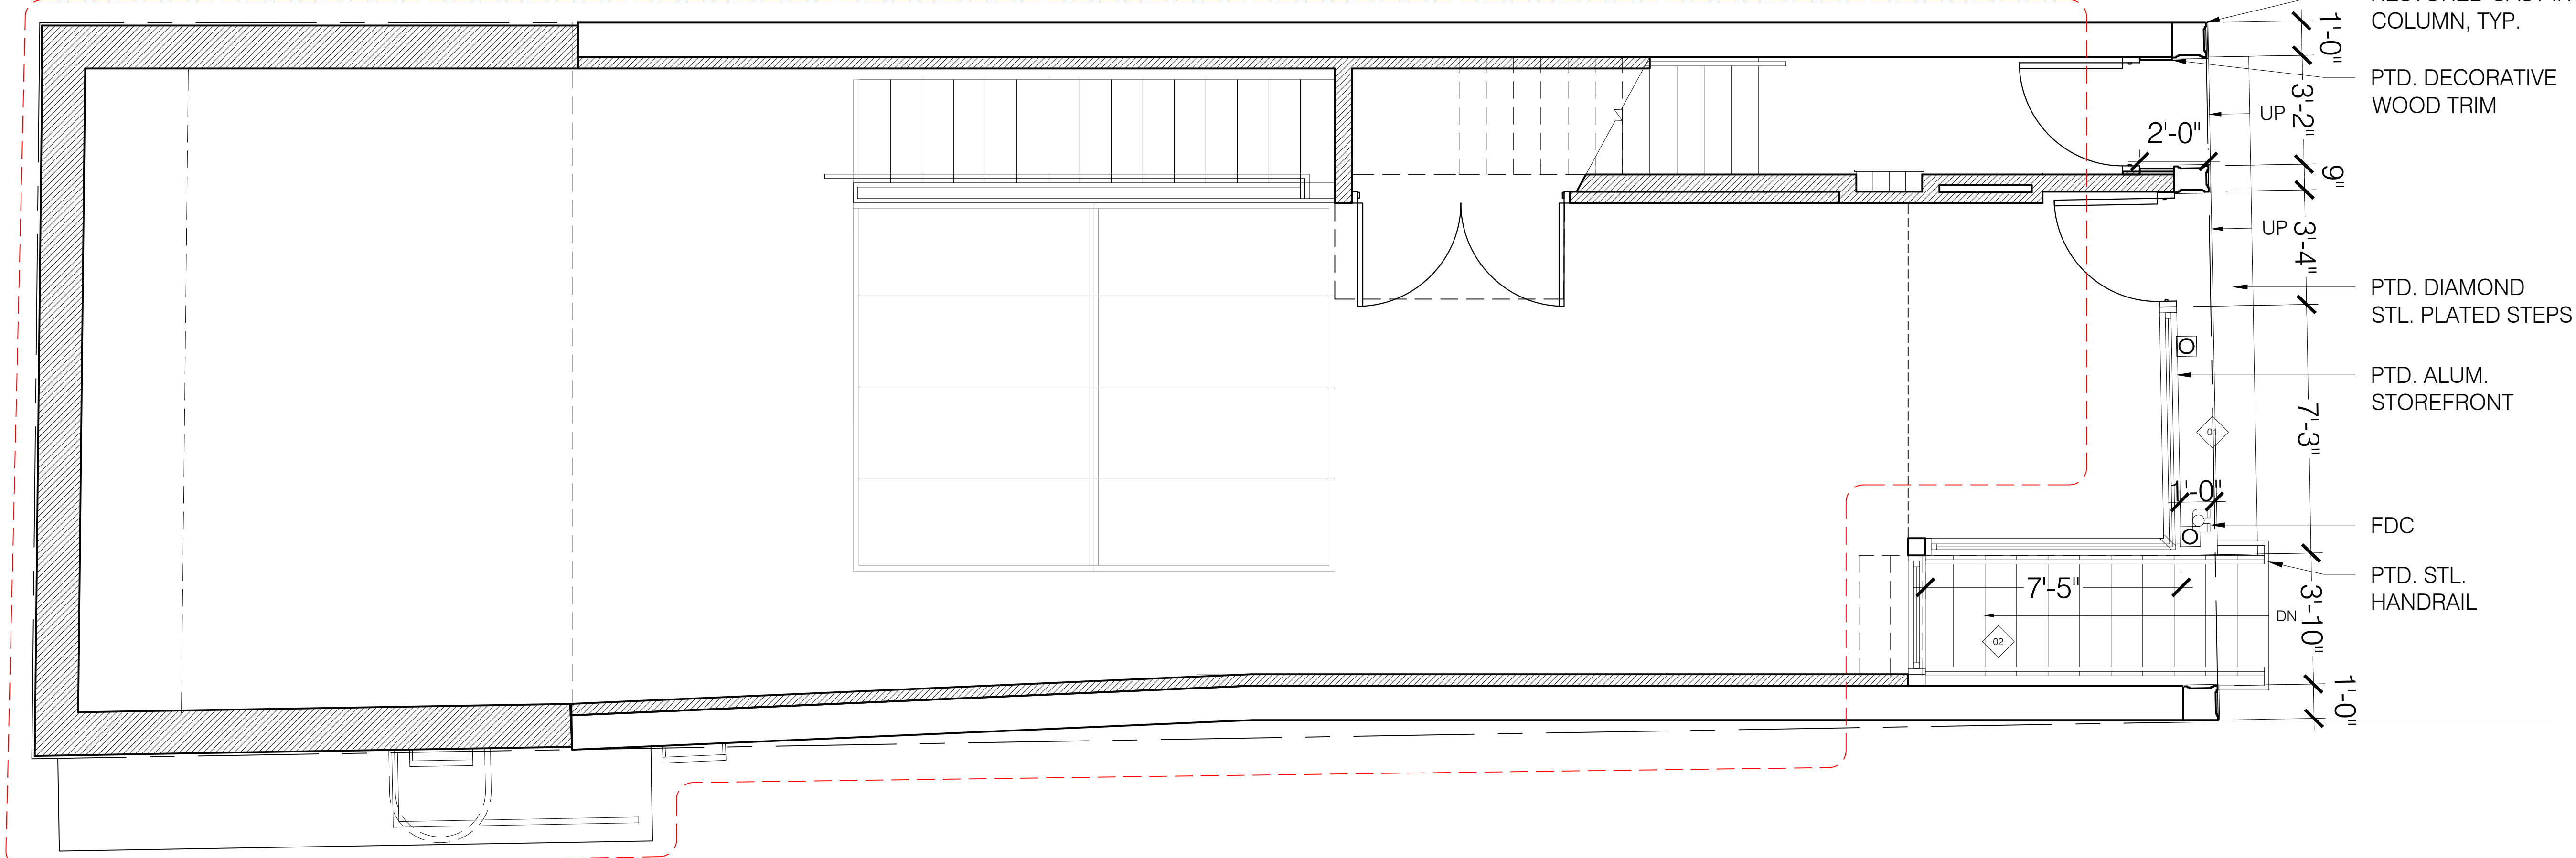 COLUMN, TYP.
PTD. DECORATIVE
WOOD TRIM
PTD. DIAMOND
STL. PLATED STEPS
PTD. ALUM.
STOREFRONT
FDC
PTD. STL.
HANDRAIL
1'-0"
3'-2"
9"
3'-4"
7'-3"
3'-10"
1'-0"
UP
UP
DN
2'-0"
1'-0"
7'-5"
01
02